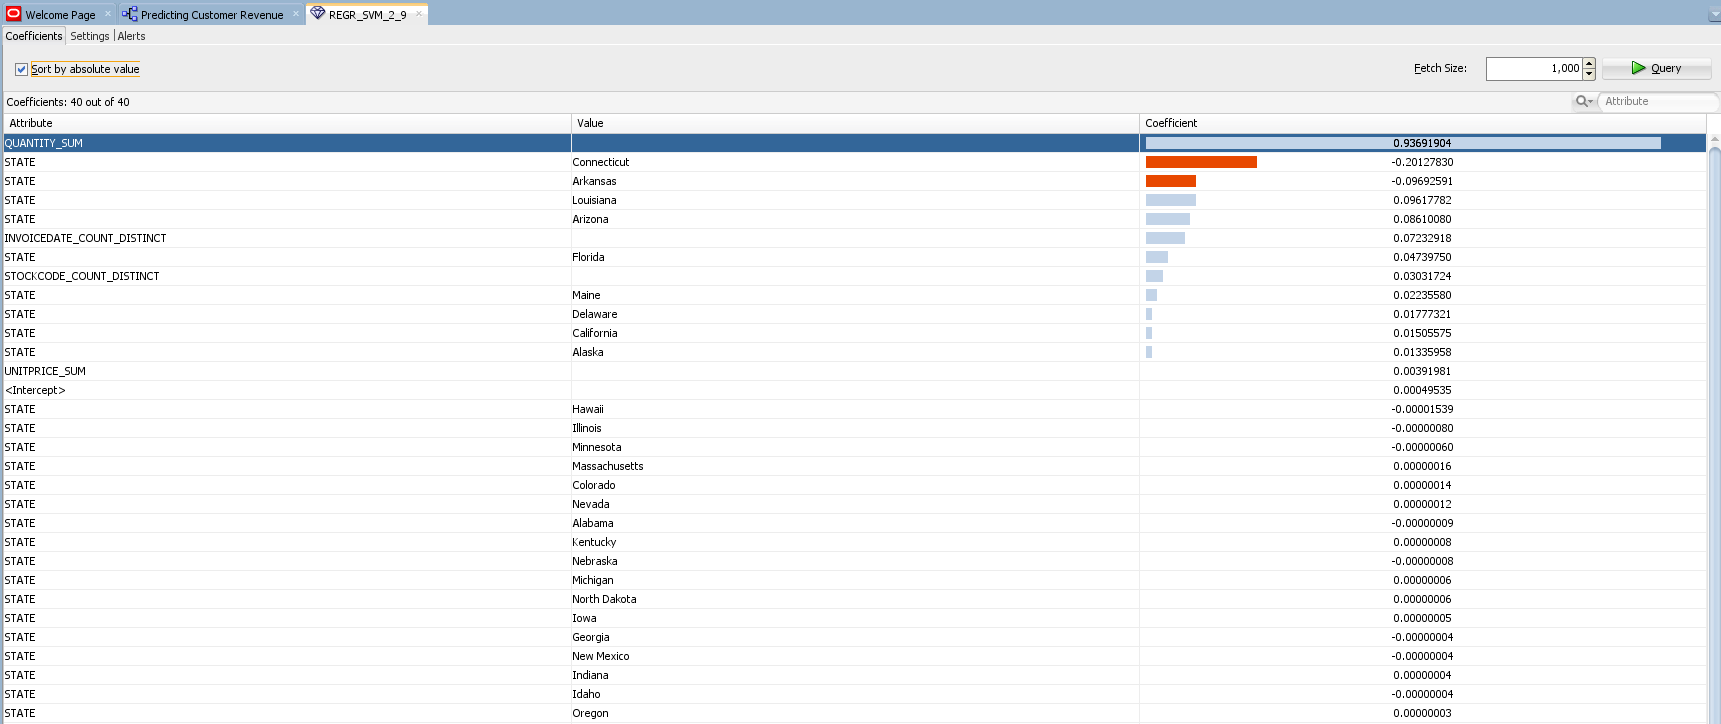 Welcome Page Predicting Customer Revenue REGR_SVM_2_9
Coefficients Settings Alerts
Sort by absolute value Fetch Size: 1,000 Query
Coefficients: 40 out of 40 Attribute
Attribute Value Coefficient
QUANTITY_SUM 0.93691904
STATE Connecticut -0.20127830
STATE Arkansas -0.09692591
STATE Louisiana 0.09617782
STATE Arizona 0.08610080
INVOICEDATE_COUNT_DISTINCT 0.07232918
STATE Florida 0.04739750
STOCKCODE_COUNT_DISTINCT 0.03031724
STATE Maine 0.02235580
STATE Delaware 0.01777321
STATE California 0.01505575
STATE Alaska 0.01335958
UNITPRICE_SUM 0.00391981
<Intercept> 0.00049535
STATE Hawaii -0.00001539
STATE Illinois -0.00000080
STATE Minnesota -0.00000060
STATE Massachusetts 0.00000016
STATE Colorado 0.00000014
STATE Nevada 0.00000012
STATE Alabama -0.00000009
STATE Kentucky 0.00000008
STATE Nebraska -0.00000008
STATE Michigan 0.00000006
STATE North Dakota 0.00000006
STATE Iowa 0.00000005
STATE Georgia -0.00000004
STATE New Mexico -0.00000004
STATE Indiana 0.00000004
STATE Idaho -0.00000004
STATE Oregon 0.00000003